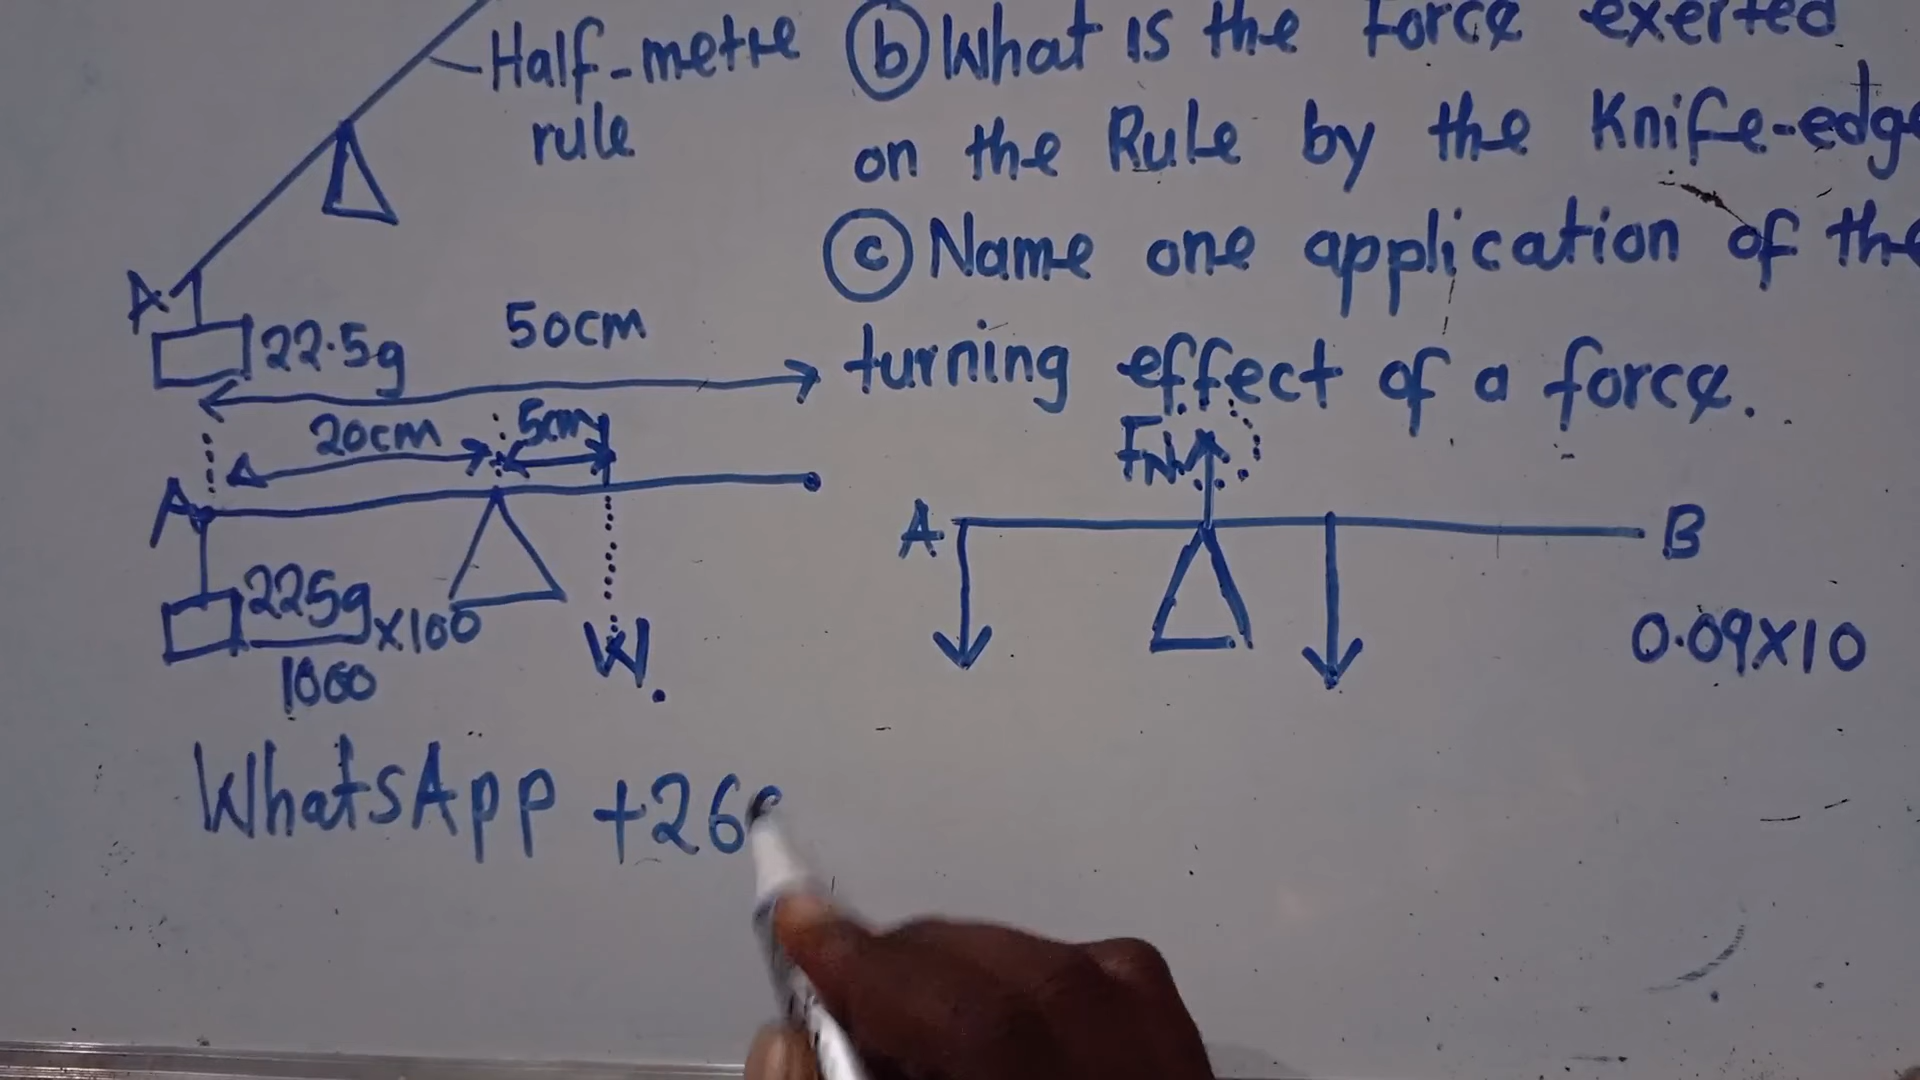 Half-metre
rule
A
22.5g
50cm
20cm
5cm
A
225g
1000
×100
W.
(b) What is the Force exerted
on the Rule by the Knife-edge
(c) Name one application of the
turning effect of a force.
FN
A
B
0.09×10
WhatsApp +26